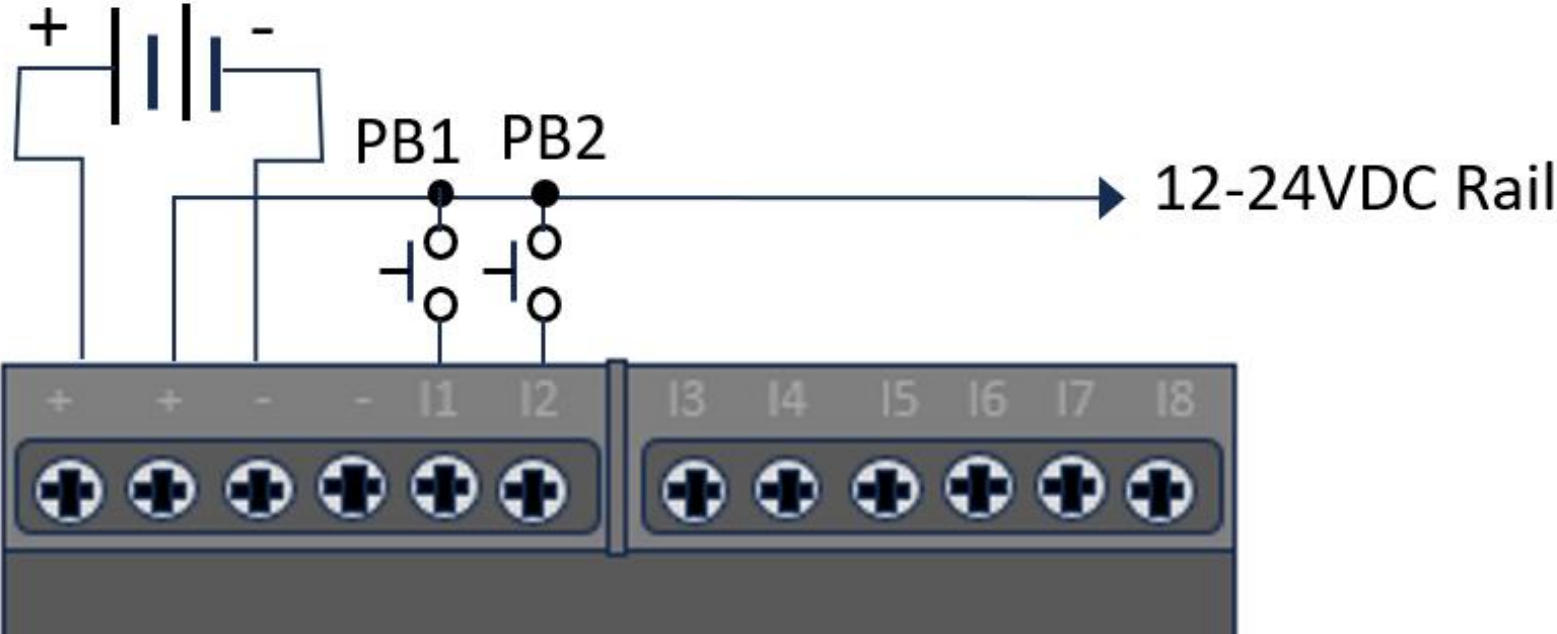 + -
PB1 PB2
12-24VDC Rail
+ + - - I1 I2 I3 I4 I5 I6 I7 I8